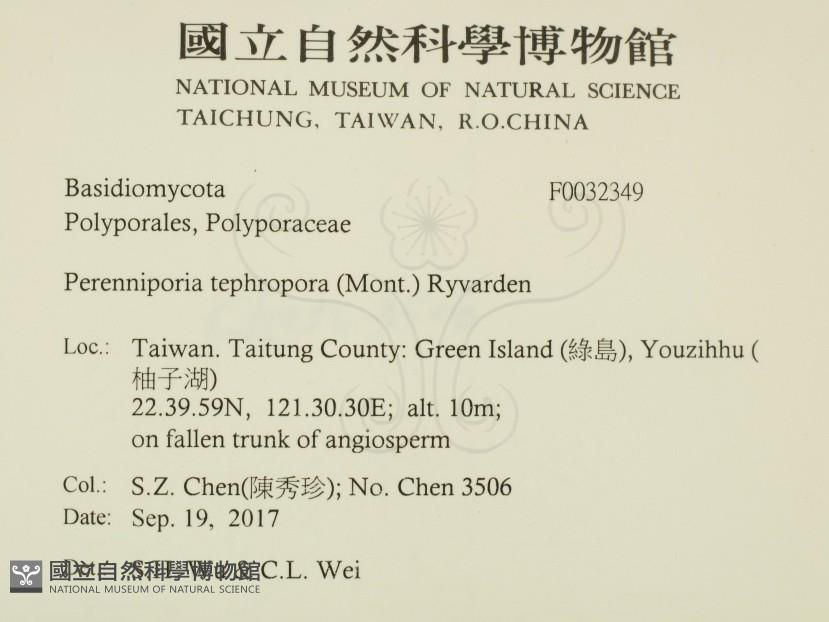 國立自然科學博物館
NATIONAL MUSEUM OF NATURAL SCIENCE
TAICHUNG, TAIWAN, R.O.CHINA
Basidiomycota F0032349
Polyporales, Polyporaceae
Perenniporia tephropora (Mont.) Ryvarden
Loc.: Taiwan. Taitung County: Green Island (綠島), Youzihhu (
柚子湖)
22.39.59N, 121.30.30E; alt. 10m;
on fallen trunk of angiosperm
Col.: S.Z. Chen(陳秀珍); No. Chen 3506
Date: Sep. 19, 2017
C.L. Wei
國立自然科學博物館
NATIONAL MUSEUM OF NATURAL SCIENCE